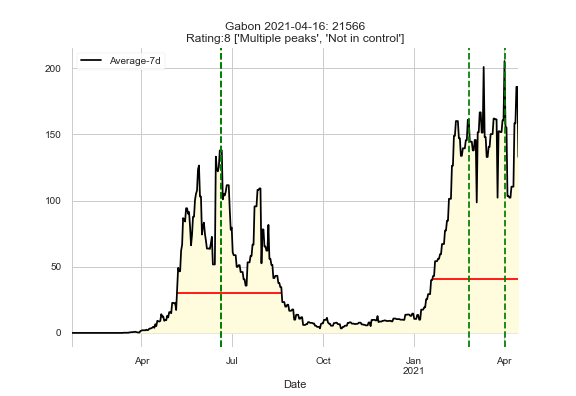 Gabon 2021-04-16: 21566
Rating:8 ['Multiple peaks', 'Not in control']
Average-7d
200
150
100
50
0
Apr
Jul
Oct
Jan
2021
Apr
Date